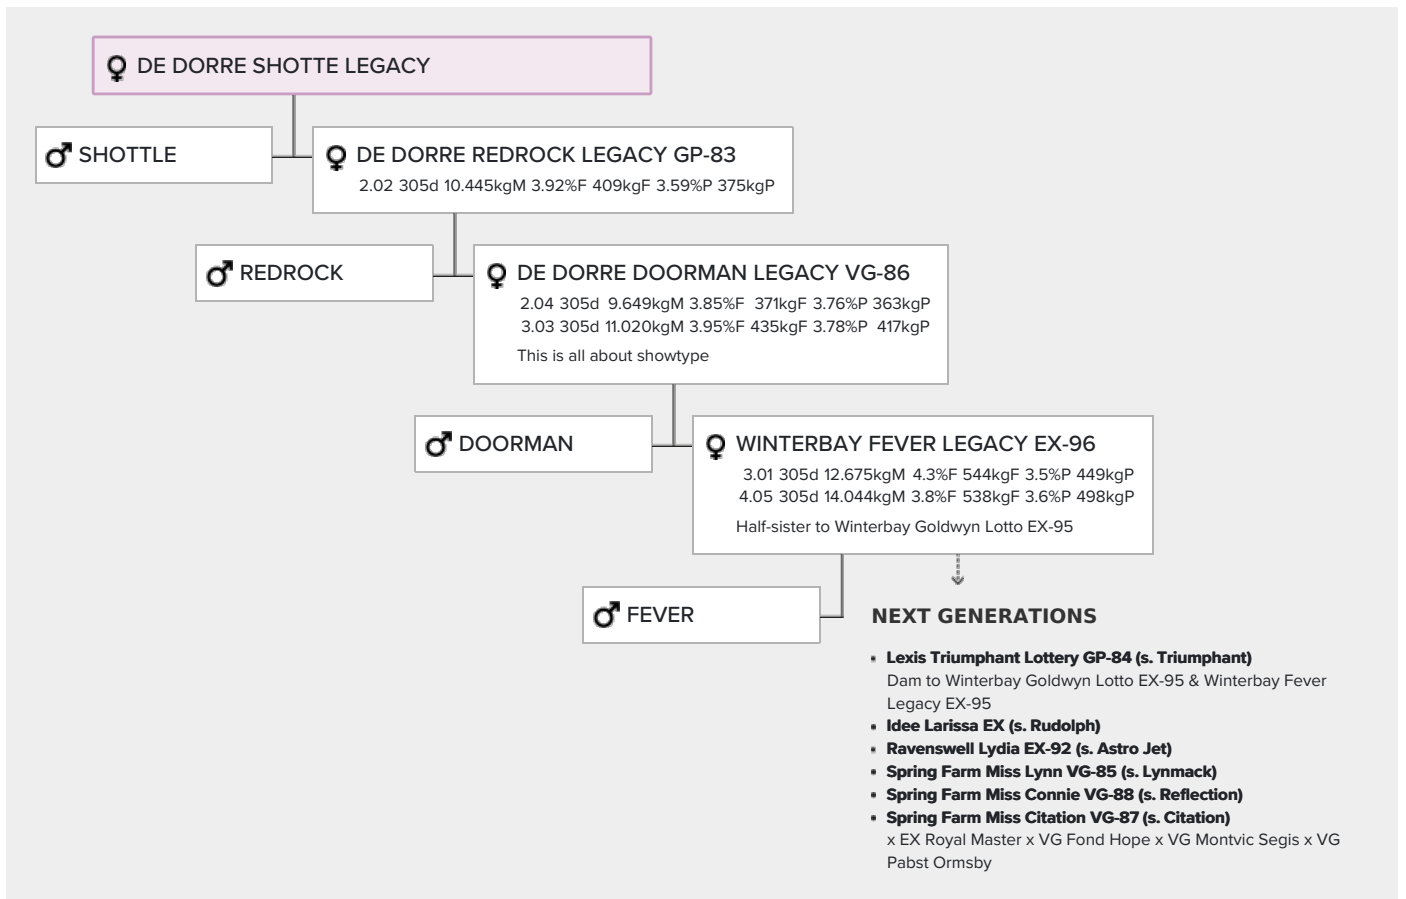 DE DORRE SHOTTE LEGACY
SHOTTLE
DE DORRE REDROCK LEGACY GP-83
2.02 305d 10.445kgM 3.92%F 409kgF 3.59%P 375kgP
REDROCK
DE DORRE DOORMAN LEGACY VG-86
2.04 305d 9.649kgM 3.85%F 371kgF 3.76%P 363kgP
3.03 305d 11.020kgM 3.95%F 435kgF 3.78%P 417kgP
This is all about showtype
DOORMAN
WINTERBAY FEVER LEGACY EX-96
3.01 305d 12.675kgM 4.3%F 544kgF 3.5%P 449kgP
4.05 305d 14.044kgM 3.8%F 538kgF 3.6%P 498kgP
Half-sister to Winterbay Goldwyn Lotto EX-95
FEVER
NEXT GENERATIONS
Lexis Triumphant Lottery GP-84 (s. Triumphant)
Dam to Winterbay Goldwyn Lotto EX-95 & Winterbay Fever
Legacy EX-95
Idee Larissa EX (s. Rudolph)
Ravenswell Lydia EX-92 (s. Astro Jet)
Spring Farm Miss Lynn VG-85 (s. Lynmack)
Spring Farm Miss Connie VG-88 (s. Reflection)
Spring Farm Miss Citation VG-87 (s. Citation)
x EX Royal Master x VG Fond Hope x VG Montvic Segis x VG
Pabst Ormsby